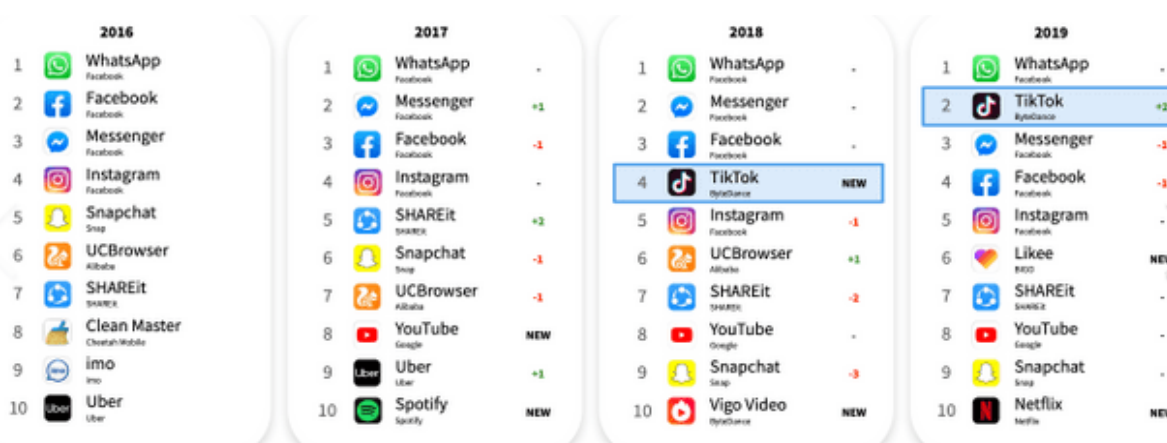 2016
1 WhatsApp
Facebook
2 Facebook
Facebook
3 Messenger
Facebook
4 Instagram
Facebook
5 Snapchat
Snap
6 UCBrowser
Alibaba
7 SHAREit
SHAREit
8 Clean Master
Cheetah Mobile
9 imo
imo
10 Uber
Uber
2017
1 WhatsApp -
Facebook
2 Messenger +1
Facebook
3 Facebook -1
Facebook
4 Instagram -
Facebook
5 SHAREit +2
SHAREit
6 Snapchat -1
Snap
7 UCBrowser -1
Alibaba
8 YouTube NEW
Google
9 Uber +1
Uber
10 Spotify NEW
Spotify
2018
1 WhatsApp -
Facebook
2 Messenger -
Facebook
3 Facebook -
Facebook
4 TikTok NEW
ByteDance
5 Instagram -1
Facebook
6 UCBrowser +1
Alibaba
7 SHAREit -2
SHAREit
8 YouTube -
Google
9 Snapchat -3
Snap
10 Vigo Video NEW
ByteDance
2019
1 WhatsApp -
Facebook
2 TikTok +2
ByteDance
3 Messenger -1
Facebook
4 Facebook -1
Facebook
5 Instagram -
Facebook
6 Likee
BIGO
7 SHAREit -
SHAREit
8 YouTube -
Google
9 Snapchat -
Snap
10 Netflix
Netflix